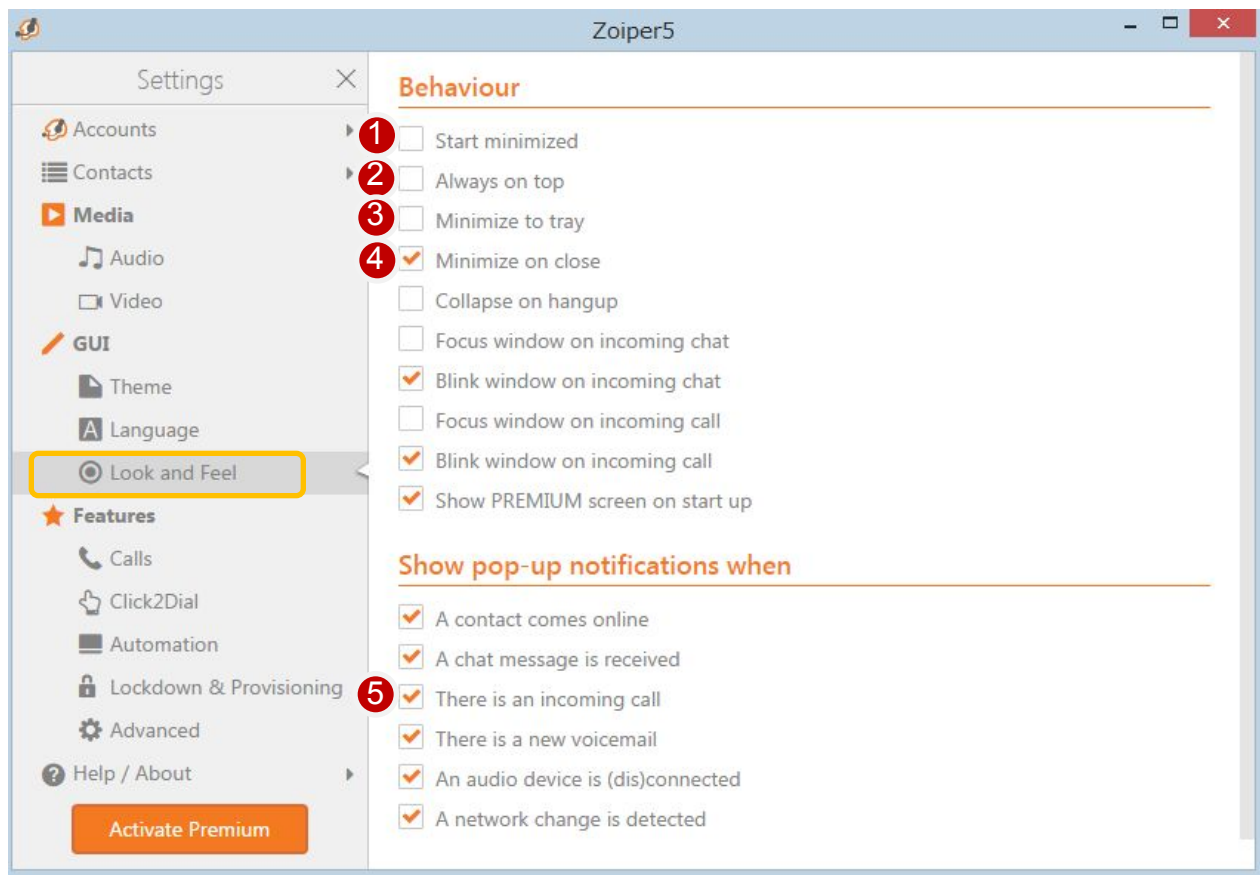 Zoiper5
Settings
Accounts
Contacts
Media
Audio
Video
GUI
Theme
A Language
Look and Feel
Features
Calls
Click2Dial
Automation
Lockdown & Provisioning
Advanced
? Help / About
Activate Premium
Behaviour
1 Start minimized
2 Always on top
3 Minimize to tray
4 Minimize on close
Collapse on hangup
Focus window on incoming chat
Blink window on incoming chat
Focus window on incoming call
Blink window on incoming call
Show PREMIUM screen on start up
Show pop-up notifications when
A contact comes online
A chat message is received
5 There is an incoming call
There is a new voicemail
An audio device is (dis)connected
A network change is detected